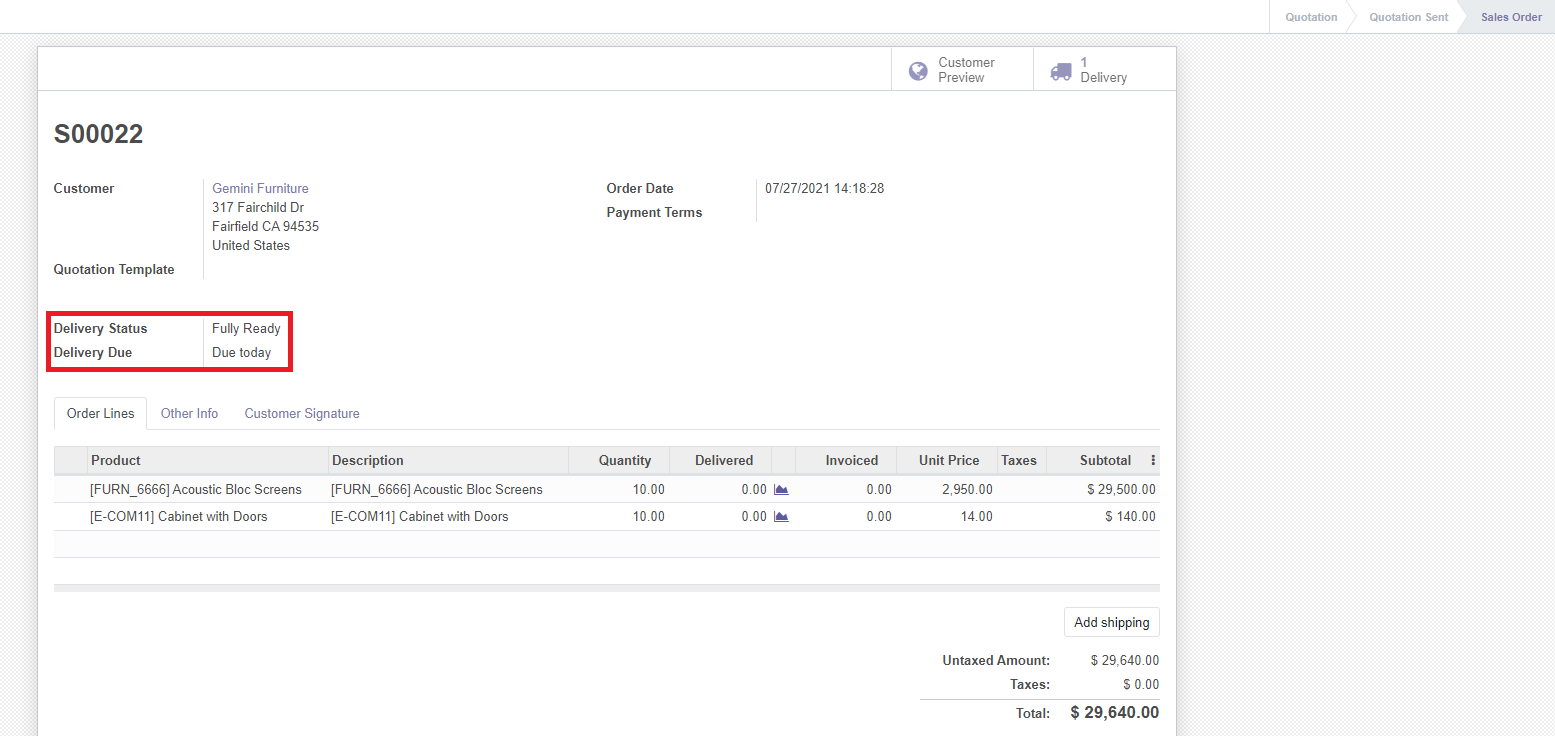 Quotation Quotation Sent Sales Order
Customer Preview
1 Delivery
S00022
Customer Gemini Furniture Order Date 07/27/2021 14:18:28
317 Fairchild Dr Payment Terms
Fairfield CA 94535
United States
Quotation Template
Delivery Status Fully Ready
Delivery Due Due today
Order Lines Other Info Customer Signature
Product Description Quantity Delivered Invoiced Unit Price Taxes Subtotal
[FURN_6666] Acoustic Bloc Screens [FURN_6666] Acoustic Bloc Screens 10.00 0.00 0.00 2,950.00 $ 29,500.00
[E-COM11] Cabinet with Doors [E-COM11] Cabinet with Doors 10.00 0.00 0.00 14.00 $ 140.00
Add shipping
Untaxed Amount: $ 29,640.00
Taxes: $ 0.00
Total: $ 29,640.00